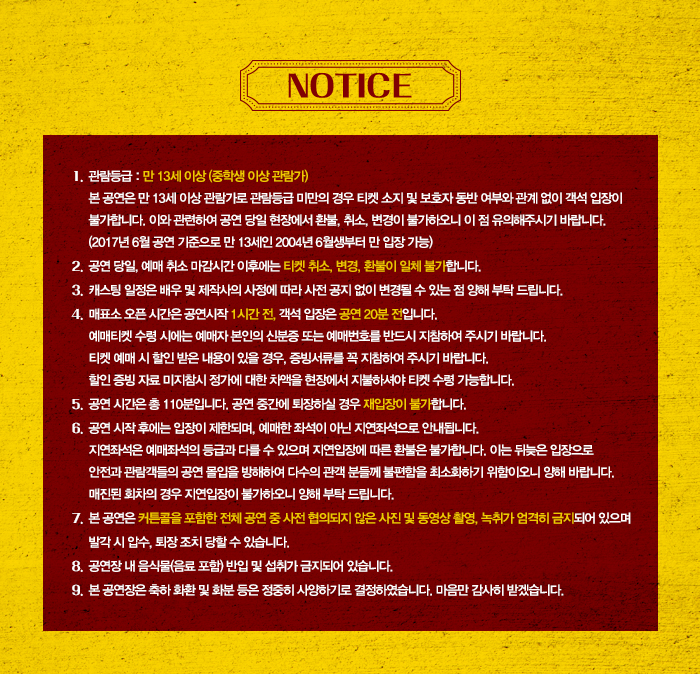 NOTICE
1. 관람등급 : 만 13세 이상 (중학생 이상 관람가)
본 공연은 만 13세 이상 관람가로 관람등급 미만의 경우 티켓 소지 및 보호자 동반 여부와 관계 없이 객석 입장이
불가합니다. 이와 관련하여 공연 당일 현장에서 환불, 취소, 변경이 불가하오니 이 점 유의해주시기 바랍니다.
(2017년 6월 공연 기준으로 만 13세인 2004년 6월생부터 만 입장 가능)
2. 공연 당일, 예매 취소 마감시간 이후에는 티켓 취소, 변경, 환불이 일체 불가합니다.
3. 캐스팅 일정은 배우 및 제작사의 사정에 따라 사전 공지 없이 변경될 수 있는 점 양해 부탁 드립니다.
4. 매표소 오픈 시간은 공연시작 1시간 전, 객석 입장은 공연 20분 전입니다.
예매티켓 수령 시에는 예매자 본인의 신분증 또는 예매번호를 반드시 지참하여 주시기 바랍니다.
티켓 예매 시 할인 받은 내용이 있을 경우, 증빙서류를 꼭 지참하여 주시기 바랍니다.
할인 증빙 자료 미지참시 정가에 대한 차액을 현장에서 지불하셔야 티켓 수령 가능합니다.
5. 공연 시간은 총 110분입니다. 공연 중간에 퇴장하실 경우 재입장이 불가합니다.
6. 공연 시작 후에는 입장이 제한되며, 예매한 좌석이 아닌 지연좌석으로 안내됩니다.
지연좌석은 예매좌석의 등급과 다를 수 있으며 지연입장에 따른 환불은 불가합니다. 이는 뒤늦은 입장으로
안전과 관람객들의 공연 몰입을 방해하여 다수의 관객 분들께 불편함을 최소화하기 위함이오니 양해 바랍니다.
매진된 회차의 경우 지연입장이 불가하오니 양해 부탁 드립니다.
7. 본 공연은 커튼콜을 포함한 전체 공연 중 사전 협의되지 않은 사진 및 동영상 촬영, 녹취가 엄격히 금지되어 있으며
발각 시 압수, 퇴장 조치 당할 수 있습니다.
8. 공연장 내 음식물(음료 포함) 반입 및 섭취가 금지되어 있습니다.
9. 본 공연장은 축하 화환 및 화분 등은 정중히 사양하기로 결정하였습니다. 마음만 감사히 받겠습니다.